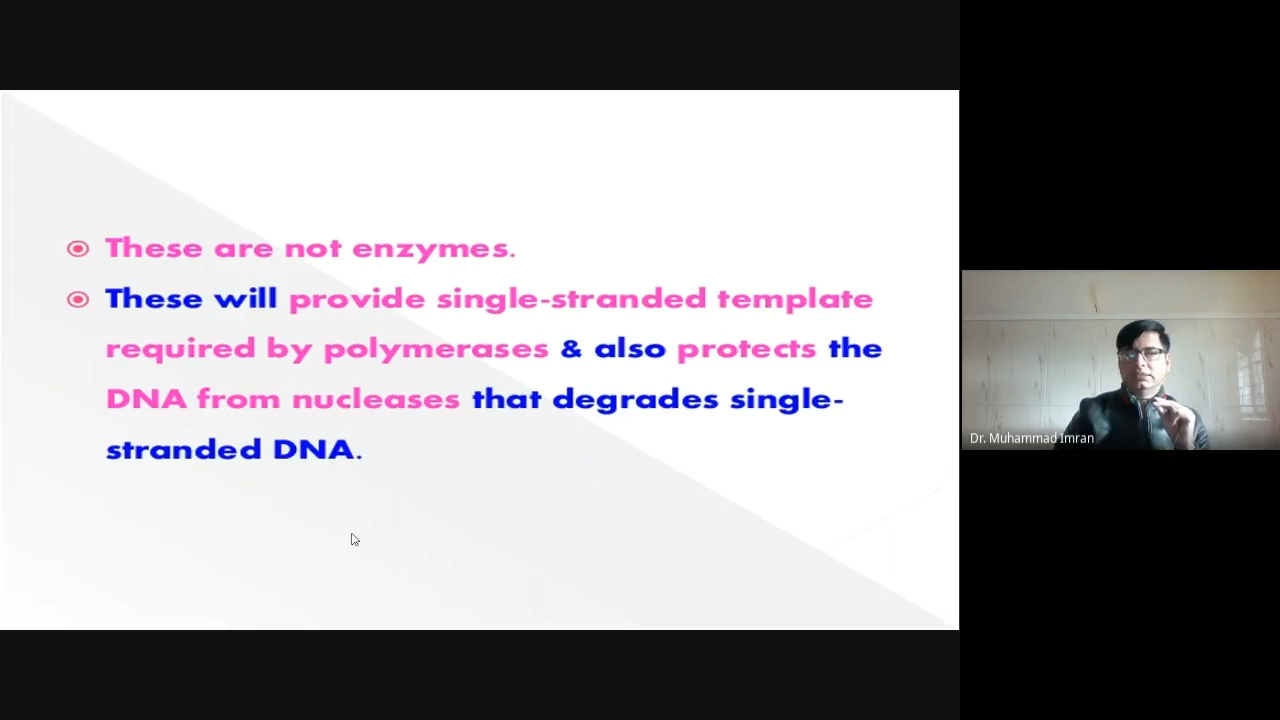 These are not enzymes.
These will provide single-stranded template
required by polymerases & also protects the
DNA from nucleases that degrades single-
stranded DNA.
Dr. Muhammad Imran